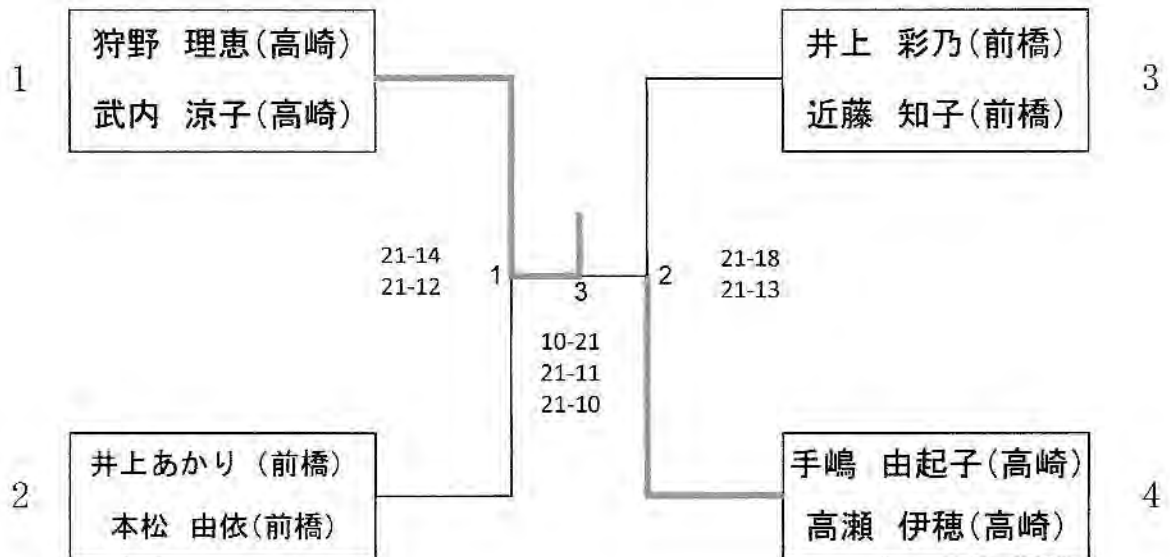 1
狩野 理恵(高崎)
武内 涼子(高崎)
井上 彩乃(前橋)
近藤 知子(前橋)
3
21-14
21-12
1
3
2
21-18
21-13
10-21
21-11
21-10
2
井上あかり (前橋)
本松 由依(前橋)
手嶋 由起子(高崎)
高瀬 伊穂(高崎)
4